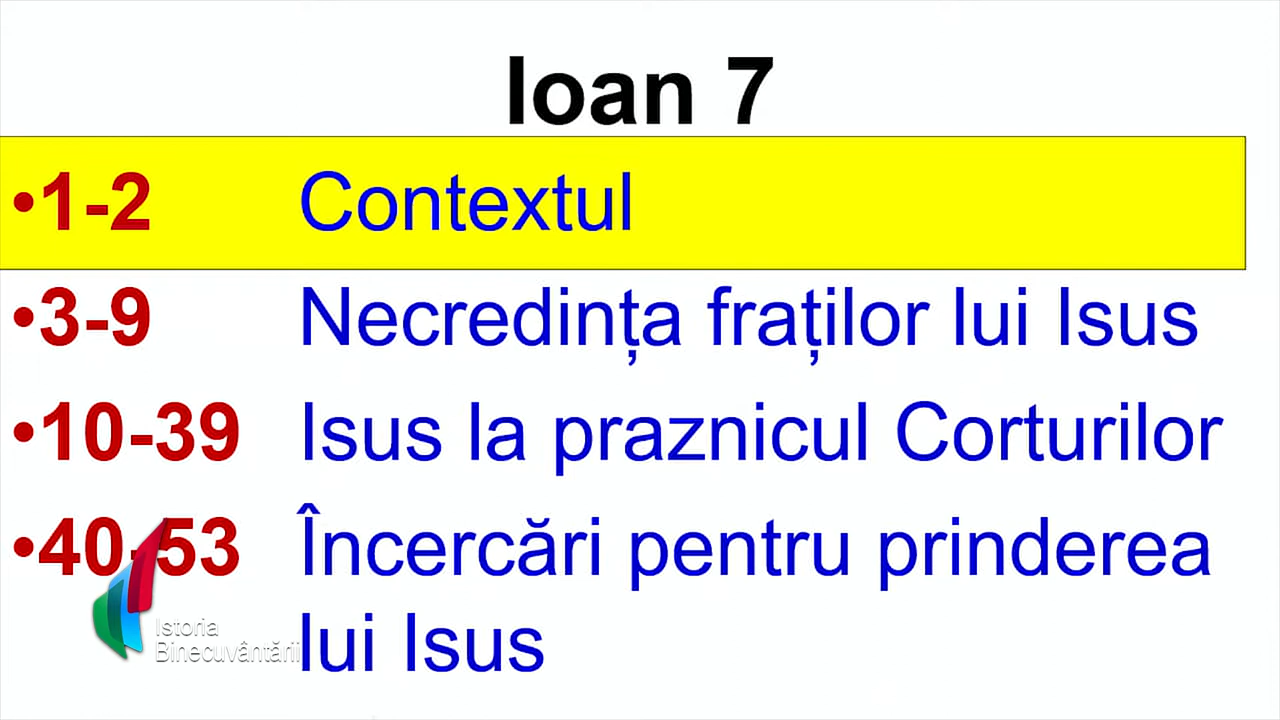 Ioan 7
•1-2 Contextul
•3-9 Necredința fraților lui Isus
•10-39 Isus la praznicul Corturilor
•40-53 Încercări pentru prinderea
lui Isus
Istoria
Binecuvântării